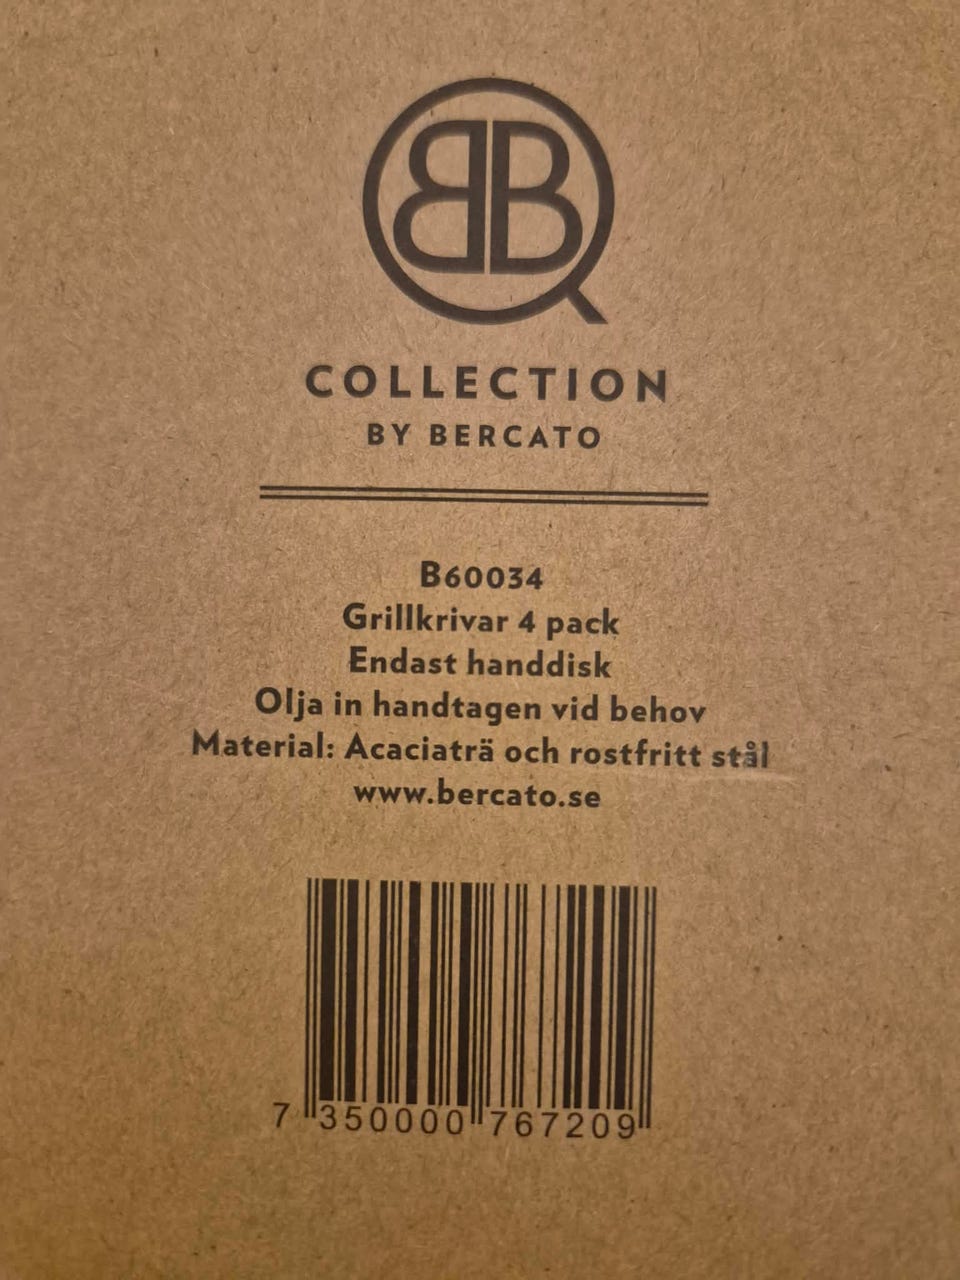 BBQ
COLLECTION
BY BERCATO
B60034
Grillkrivar 4 pack
Endast handdisk
Olja in handtagen vid behov
Material: Acaciaträ och rostfritt stål
www.bercato.se
7 350000 767209